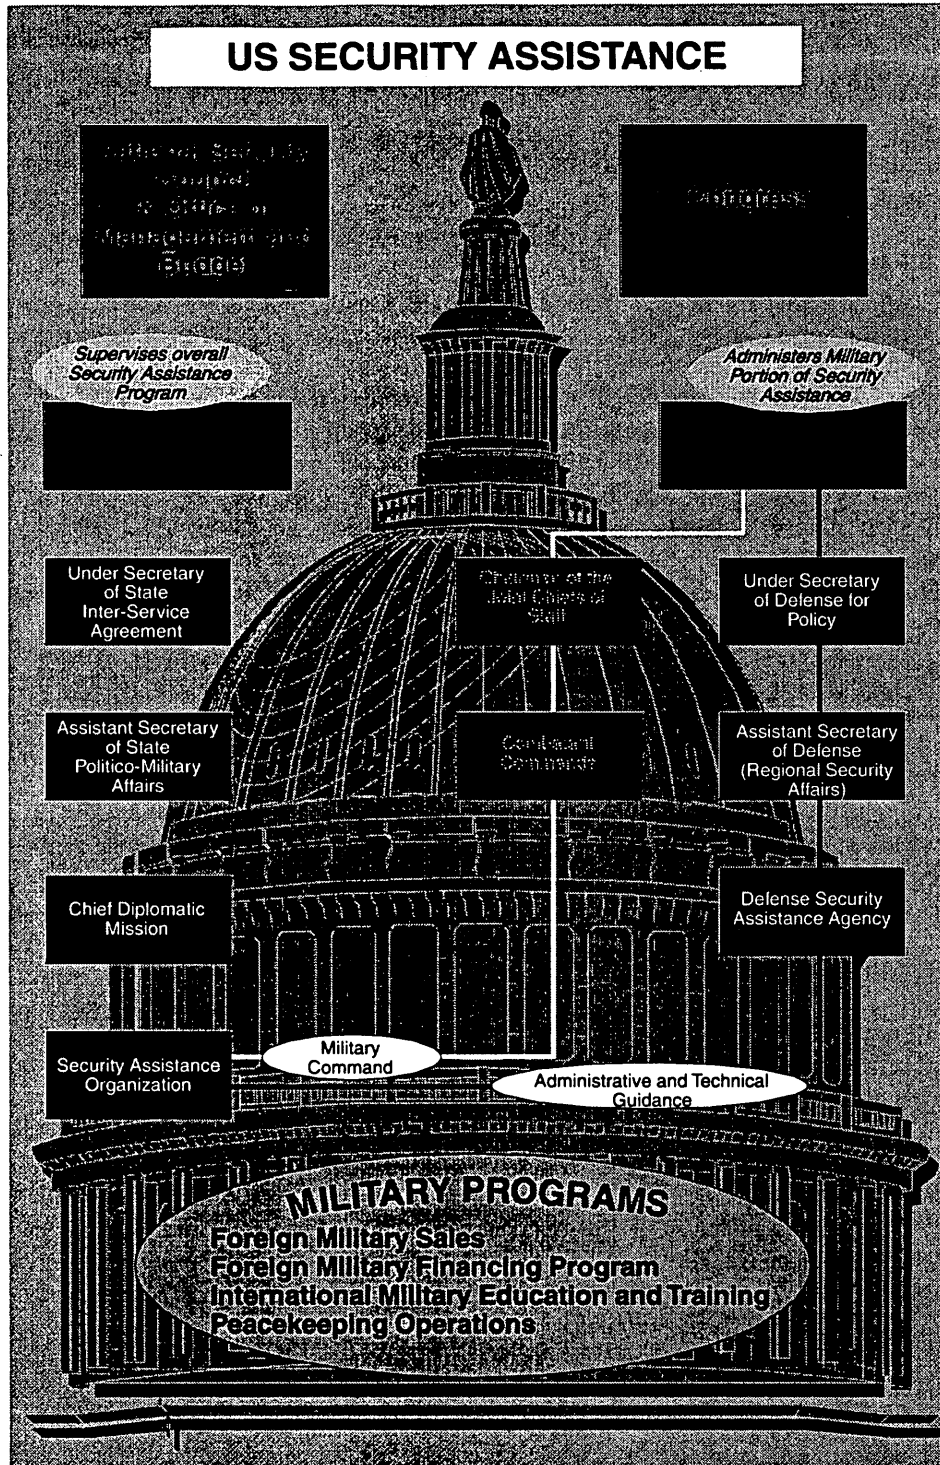 US SECURITY ASSISTANCE
Management and
Budget
Congress
Supervises overall
Security Assistance
Program
Administers Military
Portion of Security
Assistance
Under Secretary
of State
Inter-Service
Agreement
Chairman of the
Joint Chiefs of
Staff
Under Secretary
of Defense for
Policy
Assistant Secretary
of State
Politico-Military
Affairs
Combatant
Commands
Assistant Secretary
of Defense
(Regional Security
Affairs)
Chief Diplomatic
Mission
Defense Security
Assistance Agency
Security Assistance
Organization
Military
Command
Administrative and Technical
Guidance
MILITARY PROGRAMS
Foreign Military Sales
Foreign Military Financing Program
International Military Education and Training
Peacekeeping Operations